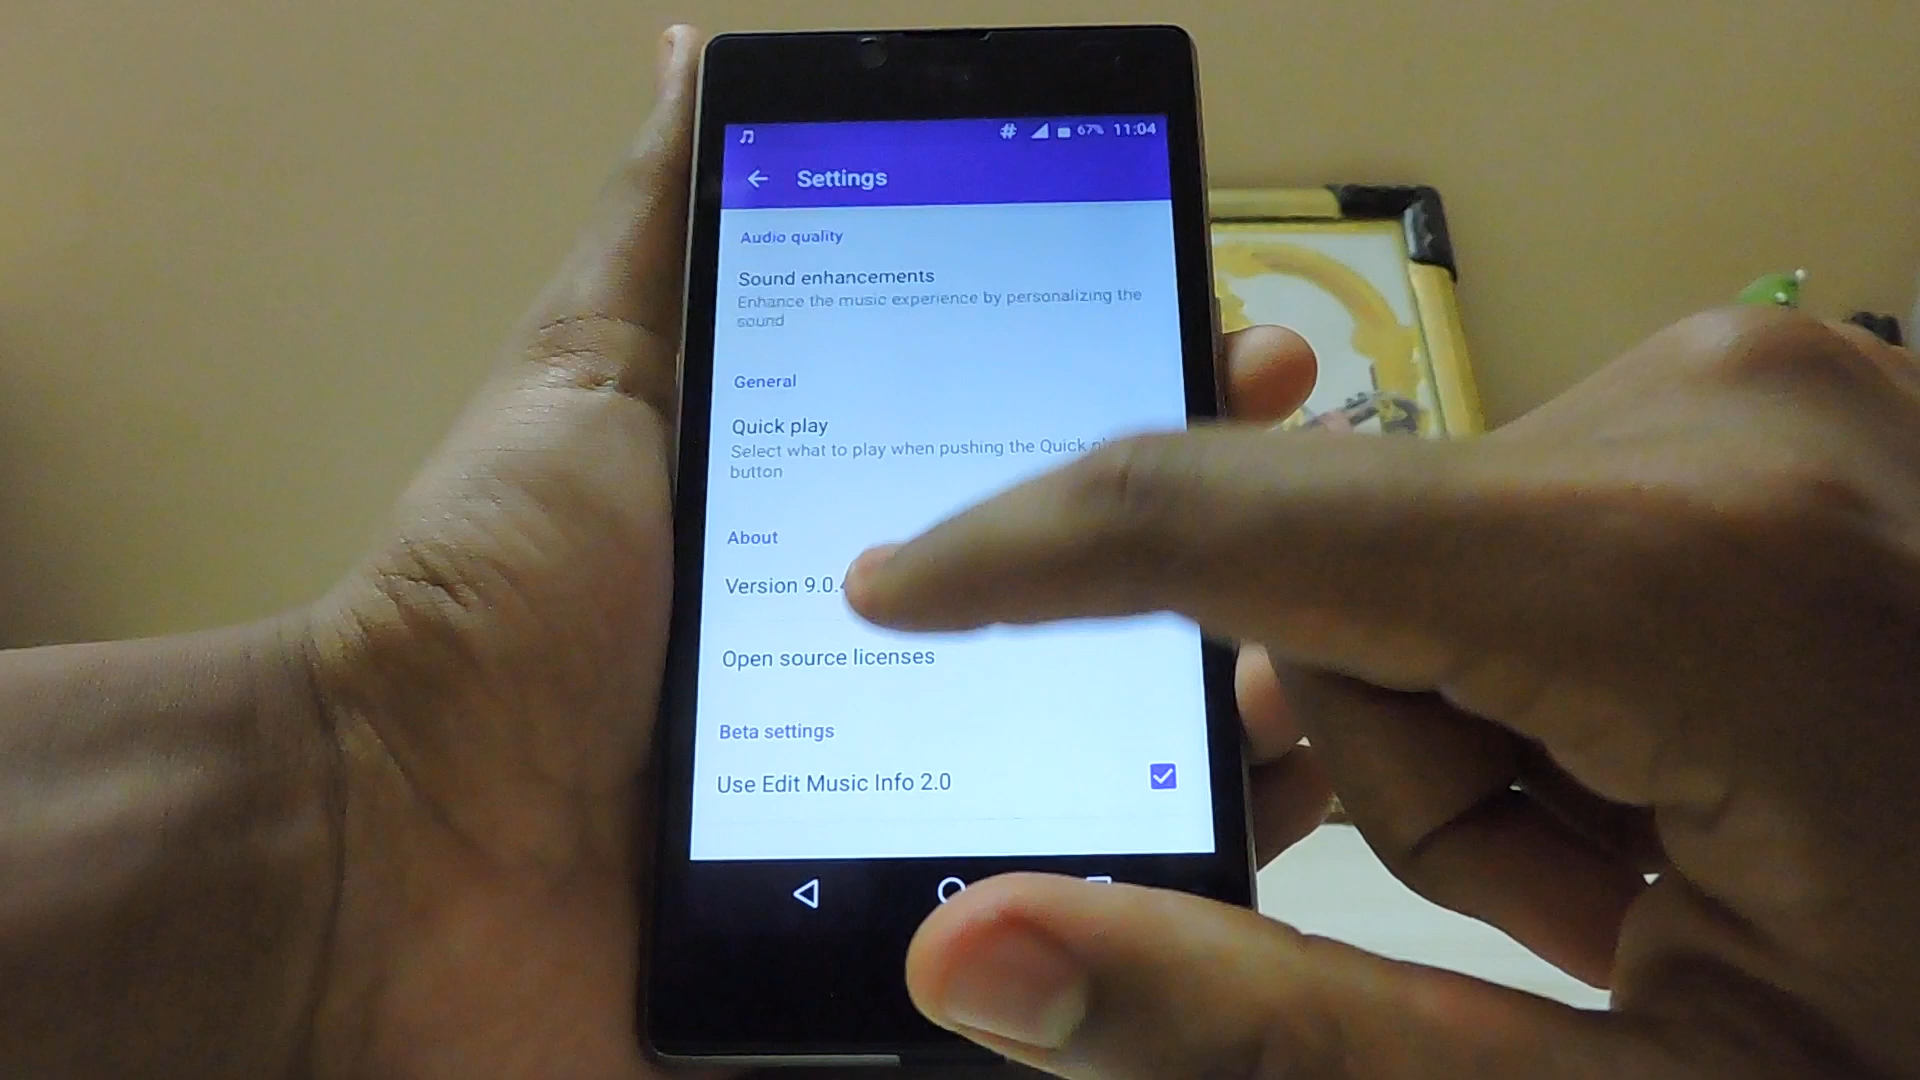 # 67% 11:04
Settings
Audio quality
Sound enhancements
Enhance the music experience by personalizing the
sound
General
Quick play
Select what to play when pushing the Quick
button
About
Version 9.0.
Open source licenses
Beta settings
Use Edit Music Info 2.0